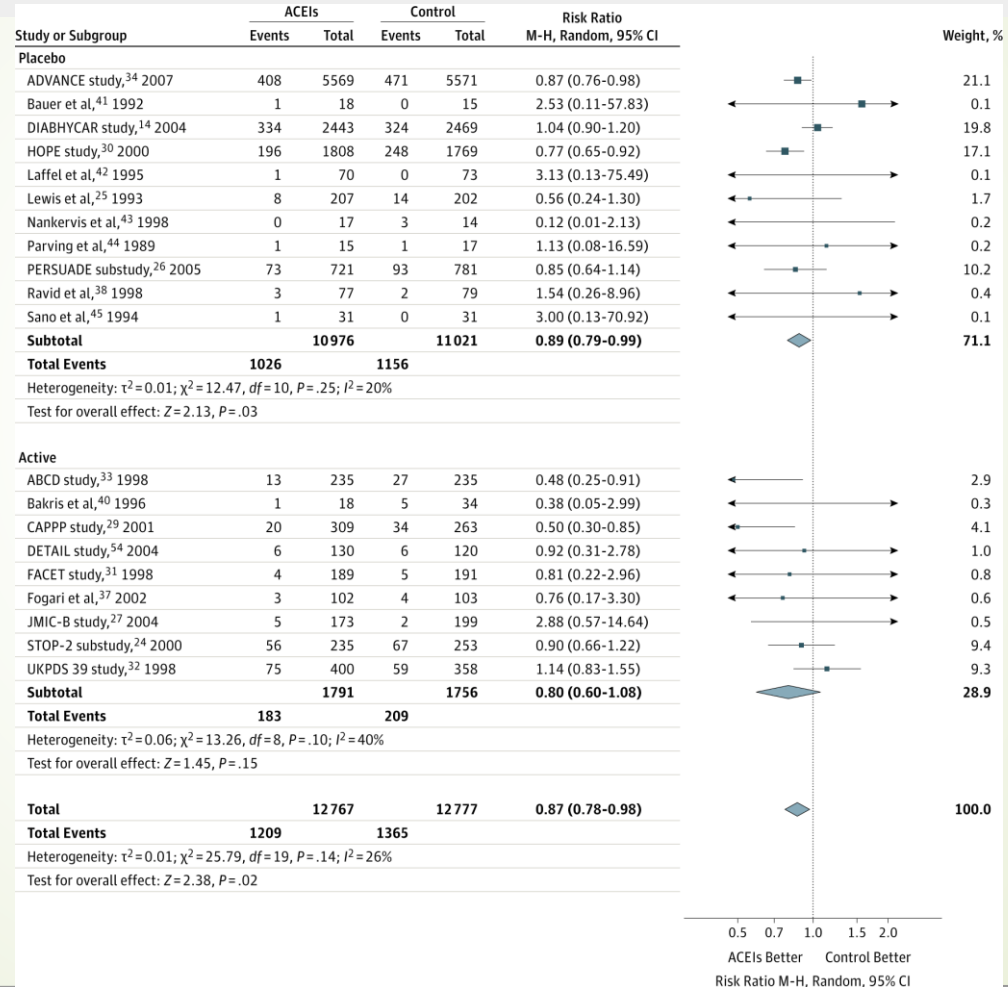 ACEIs Control Risk Ratio
Study or Subgroup Events Total Events Total M-H, Random, 95% CI Weight, %
Placebo
ADVANCE study,34 2007 408 5569 471 5571 0.87 (0.76-0.98) 21.1
Bauer et al,41 1992 1 18 0 15 2.53 (0.11-57.83) 0.1
DIABHYCAR study,14 2004 334 2443 324 2469 1.04 (0.90-1.20) 19.8
HOPE study,30 2000 196 1808 248 1769 0.77 (0.65-0.92) 17.1
Laffel et al,42 1995 1 70 0 73 3.13 (0.13-75.49) 0.1
Lewis et al,25 1993 8 207 14 202 0.56 (0.24-1.30) 1.7
Nankervis et al,43 1998 0 17 3 14 0.12 (0.01-2.13) 0.2
Parving et al,44 1989 1 15 1 17 1.13 (0.08-16.59) 0.2
PERSUADE substudy,26 2005 73 721 93 781 0.85 (0.64-1.14) 10.2
Ravid et al,38 1998 3 77 2 79 1.54 (0.26-8.96) 0.4
Sano et al,45 1994 1 31 0 31 3.00 (0.13-70.92) 0.1
Subtotal 10976 11021 0.89 (0.79-0.99) 71.1
Total Events 1026 1156
Heterogeneity: τ²=0.01; χ²=12.47, df=10, P=.25; I²=20%
Test for overall effect: Z=2.13, P=.03
Active
ABCD study,33 1998 13 235 27 235 0.48 (0.25-0.91) 2.9
Bakris et al,40 1996 1 18 5 34 0.38 (0.05-2.99) 0.3
CAPPP study,29 2001 20 309 34 263 0.50 (0.30-0.85) 4.1
DETAIL study,54 2004 6 130 6 120 0.92 (0.31-2.78) 1.0
FACET study,31 1998 4 189 5 191 0.81 (0.22-2.96) 0.8
Fogari et al,37 2002 3 102 4 103 0.76 (0.17-3.30) 0.6
JMIC-B study,27 2004 5 173 2 199 2.88 (0.57-14.64) 0.5
STOP-2 substudy,24 2000 56 235 67 253 0.90 (0.66-1.22) 9.4
UKPDS 39 study,32 1998 75 400 59 358 1.14 (0.83-1.55) 9.3
Subtotal 1791 1756 0.80 (0.60-1.08) 28.9
Total Events 183 209
Heterogeneity: τ²=0.06; χ²=13.26, df=8, P=.10; I²=40%
Test for overall effect: Z=1.45, P=.15
Total 12767 12777 0.87 (0.78-0.98) 100.0
Total Events 1209 1365
Heterogeneity: τ²=0.01; χ²=25.79, df=19, P=.14; I²=26%
Test for overall effect: Z=2.38, P=.02
0.5 0.7 1.0 1.5 2.0
ACEIs Better Control Better
Risk Ratio M-H, Random, 95% CI